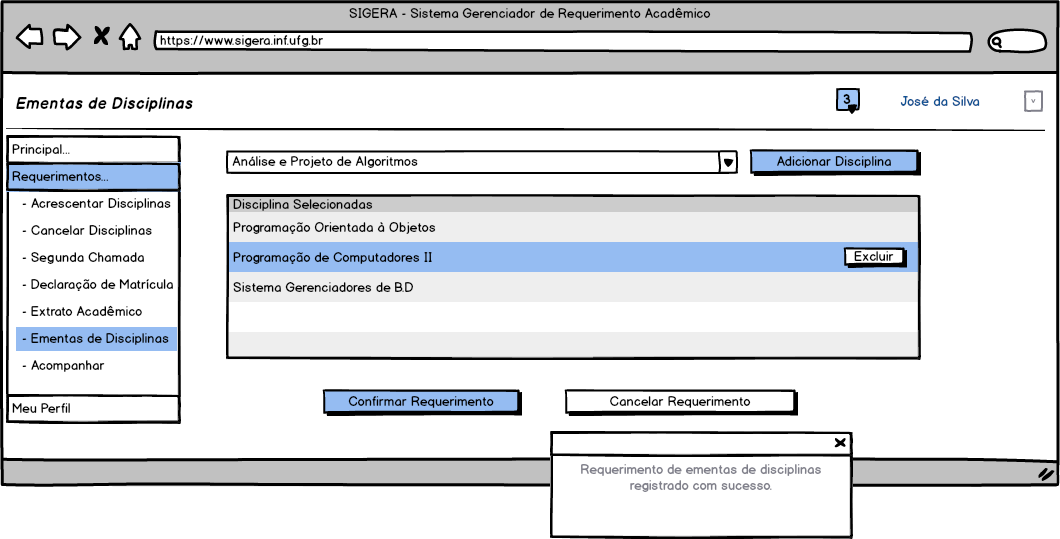 SIGERA - Sistema Gerenciador de Requerimento Acadêmico
https://www.sigera.inf.ufg.br
Ementas de Disciplinas
3
José da Silva
Principal...
Requerimentos...
- Acrescentar Disciplinas
- Cancelar Disciplinas
- Segunda Chamada
- Declaração de Matrícula
- Extrato Acadêmico
- Ementas de Disciplinas
- Acompanhar
Meu Perfil
Análise e Projeto de Algoritmos
Adicionar Disciplina
Disciplina Selecionadas
Programação Orientada à Objetos
Programação de Computadores II
Excluir
Sistema Gerenciadores de B.D
Confirmar Requerimento
Cancelar Requerimento
Requerimento de ementas de disciplinas
registrado com sucesso.